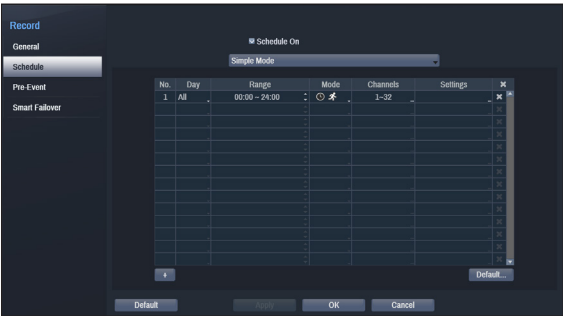 Record
General
Schedule
Pre-Event
Smart Failover
Schedule On
Simple Mode
No. Day Range Mode Channels Settings
1 All 00:00 – 24:00 1–32
+ Default...
Default Apply OK Cancel